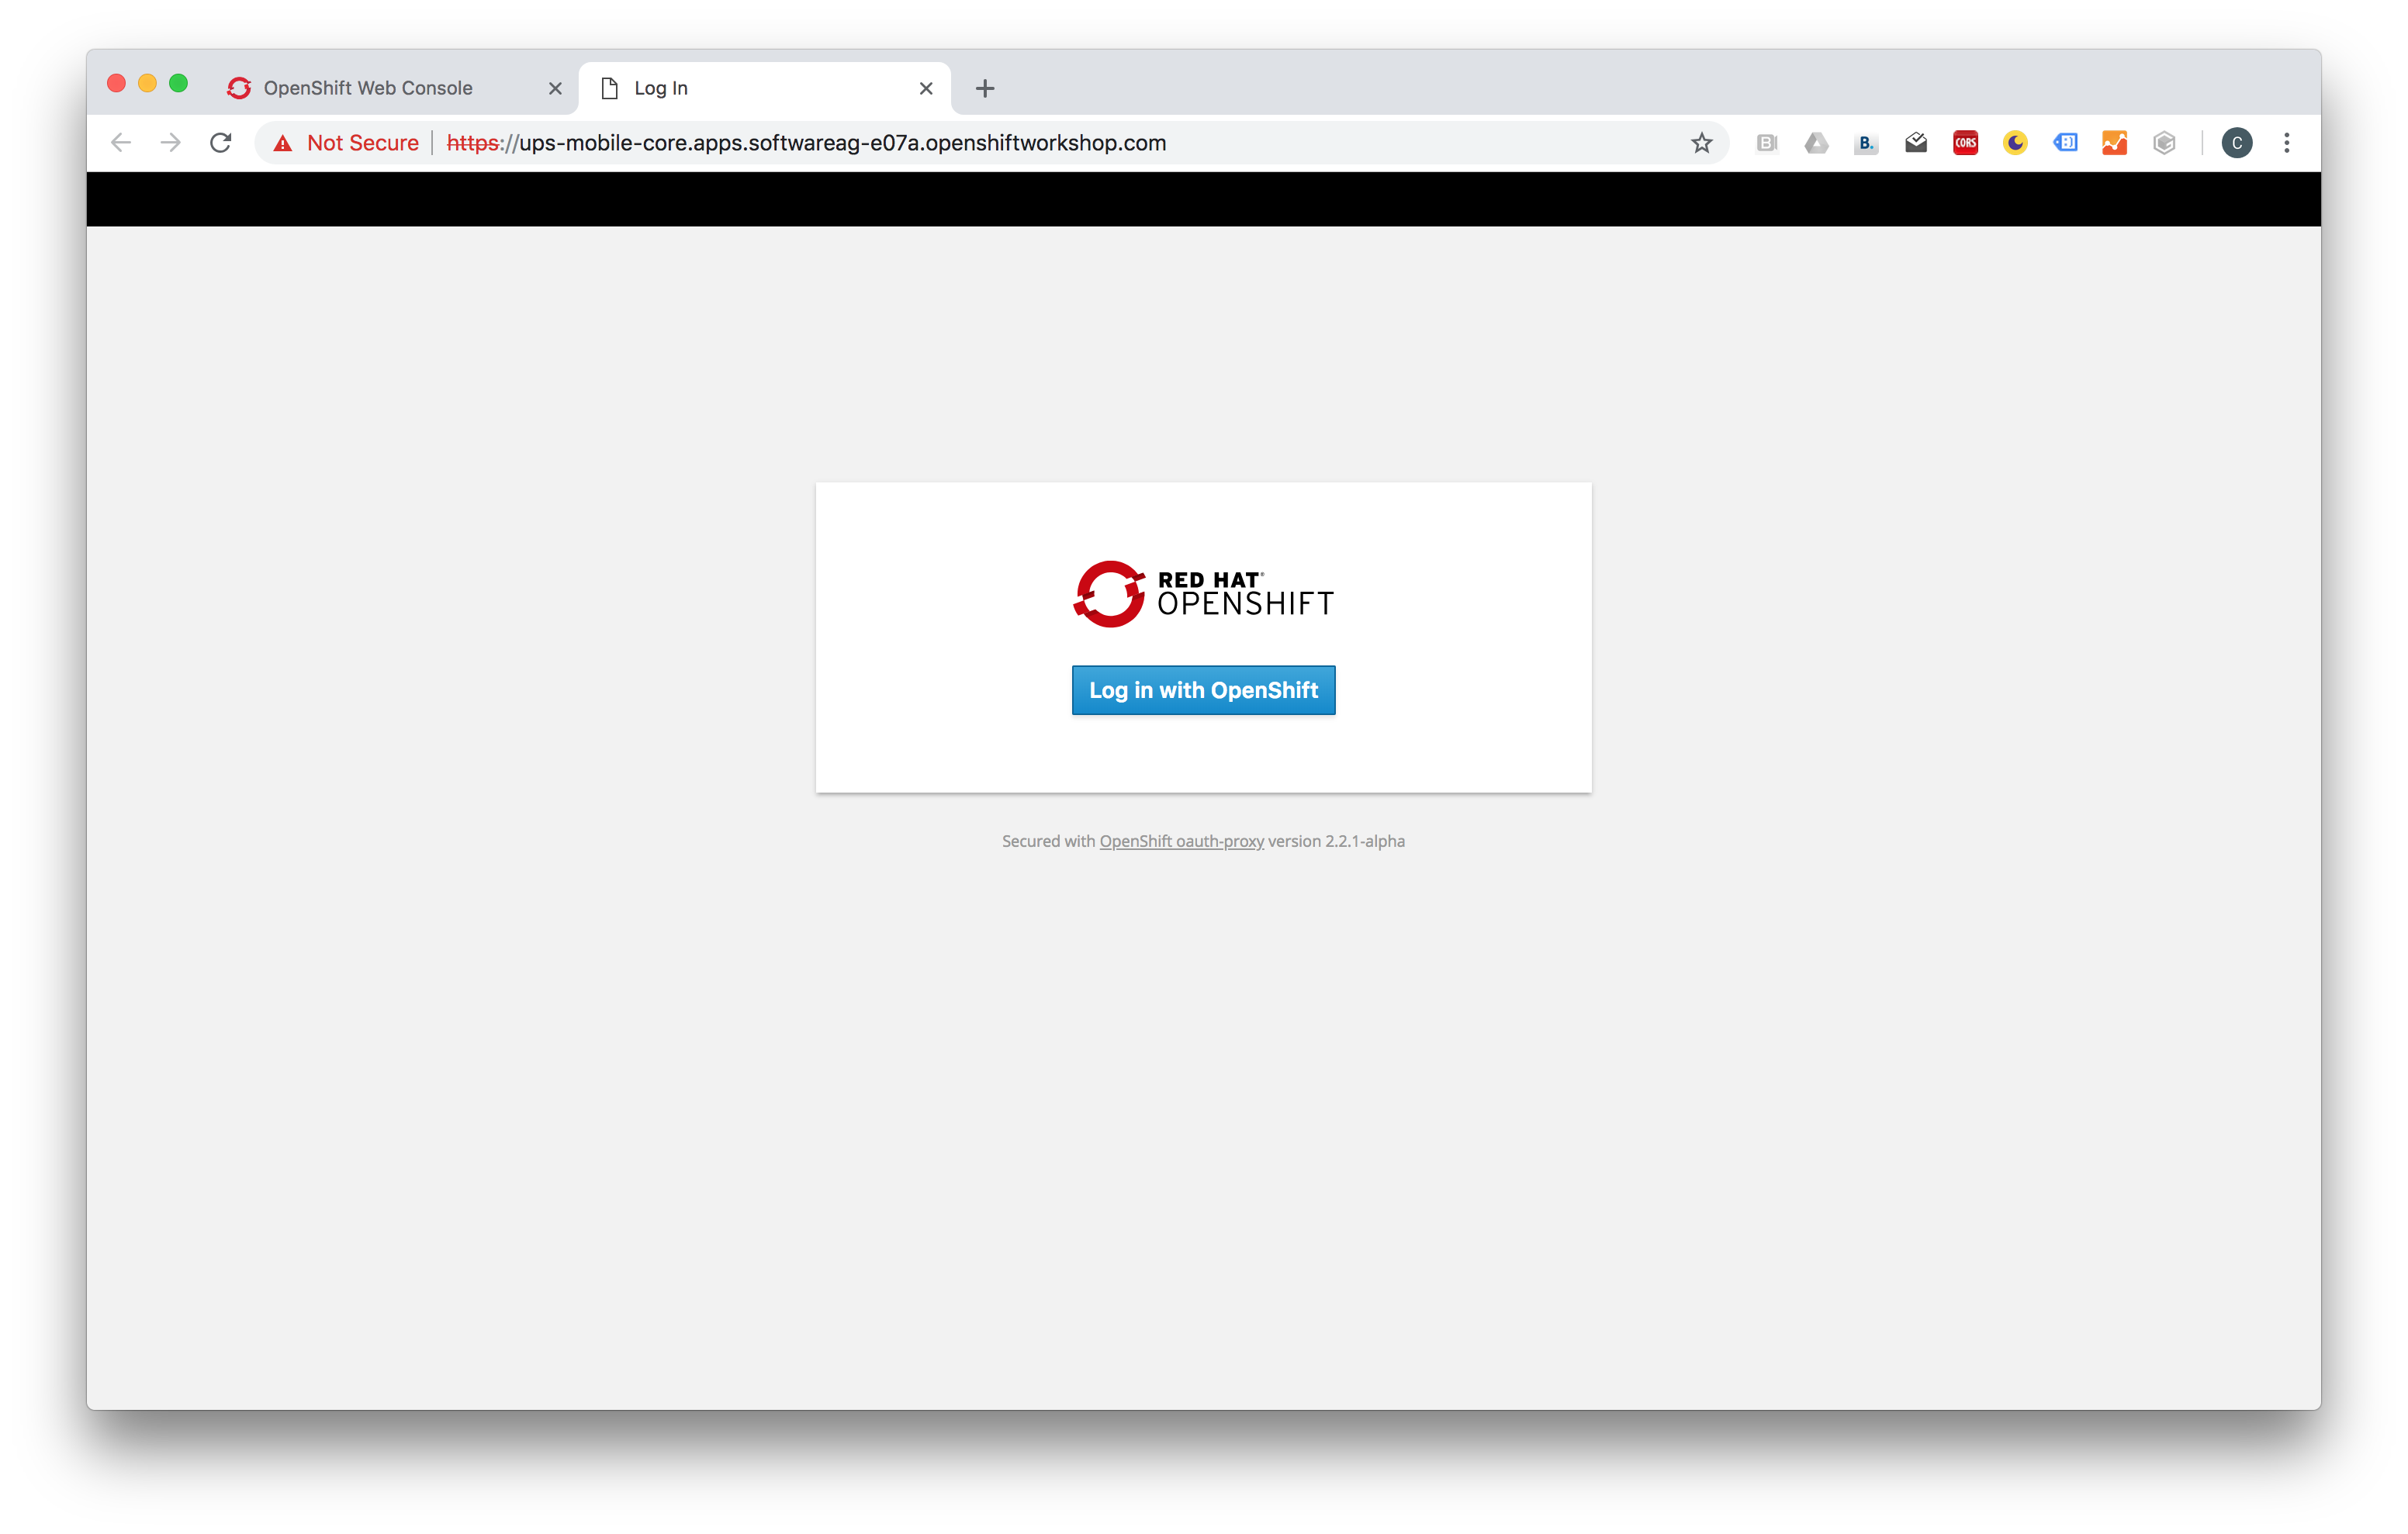 OpenShift Web Console
Log In
Not Secure
https://ups-mobile-core.apps.softwareag-e07a.openshiftworkshop.com
B
B.
CORS
C
RED HAT®
OPENSHIFT
Log in with OpenShift
Secured with OpenShift oauth-proxy version 2.2.1-alpha